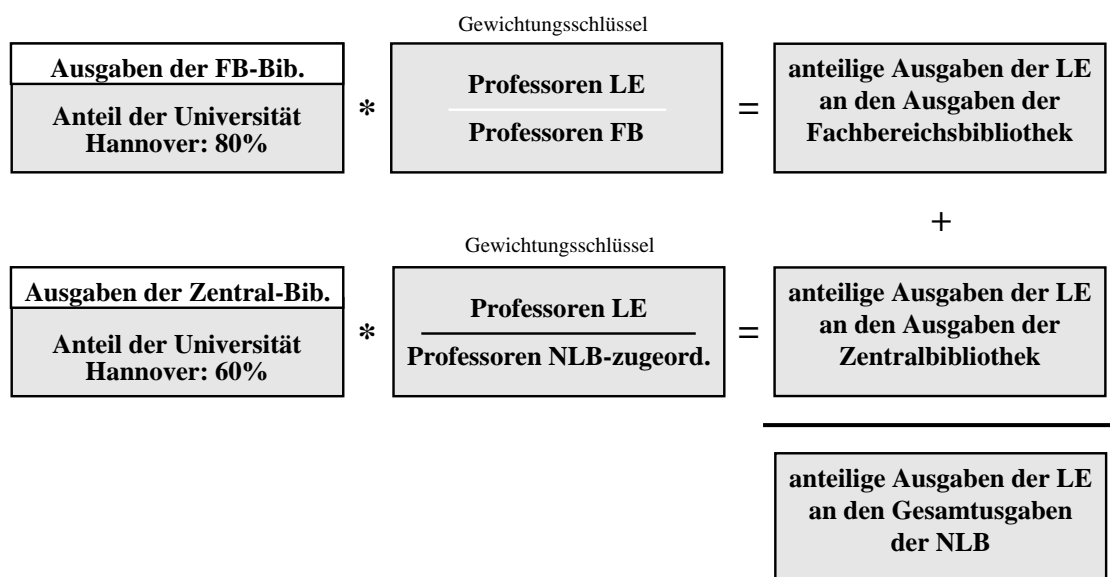 Gewichtungsschlüssel
Ausgaben der FB-Bib.
Anteil der Universität
Hannover: 80%
*
Professoren LE
Professoren FB
=
anteilige Ausgaben der LE
an den Ausgaben der
Fachbereichsbibliothek
+
Gewichtungsschlüssel
Ausgaben der Zentral-Bib.
Anteil der Universität
Hannover: 60%
*
Professoren LE
Professoren NLB-zugeord.
=
anteilige Ausgaben der LE
an den Ausgaben der
Zentralbibliothek
anteilige Ausgaben der LE
an den Gesamtusgaben
der NLB